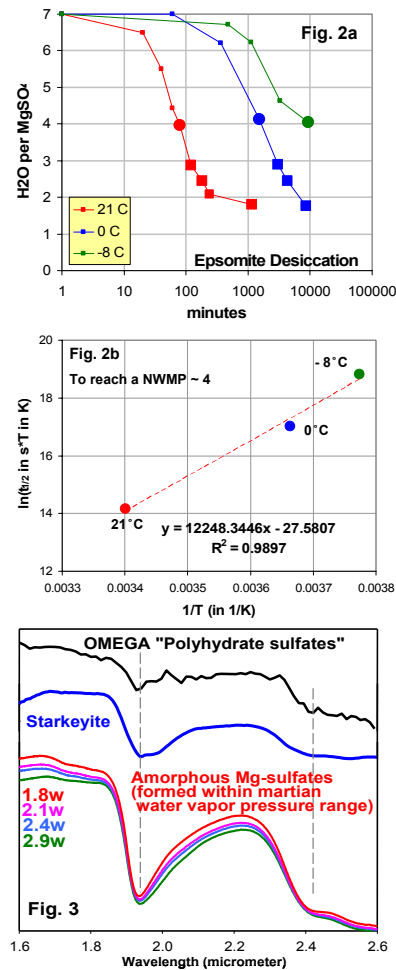 Fig. 2a
7
6
5
4
3
2
1
0
H2O per MgSO4
21 C
0 C
-8 C
Epsomite Desiccation
1 10 100 1000 10000 100000
minutes
Fig. 2b
To reach a NWMP ~ 4
- 8°C
0°C
21°C
y = 12248.3446x - 27.5807
R² = 0.9897
20
18
16
14
12
ln(t1/2 in s*T in K)
0.0033 0.0034 0.0035 0.0036 0.0037 0.0038
1/T (in 1/K)
OMEGA "Polyhydrate sulfates"
Starkeyite
Amorphous Mg-sulfates
(formed within martian
water vapor pressure range)
1.8w
2.1w
2.4w
2.9w
Fig. 3
1.6 1.8 2.0 2.2 2.4 2.6
Wavelength (micrometer)